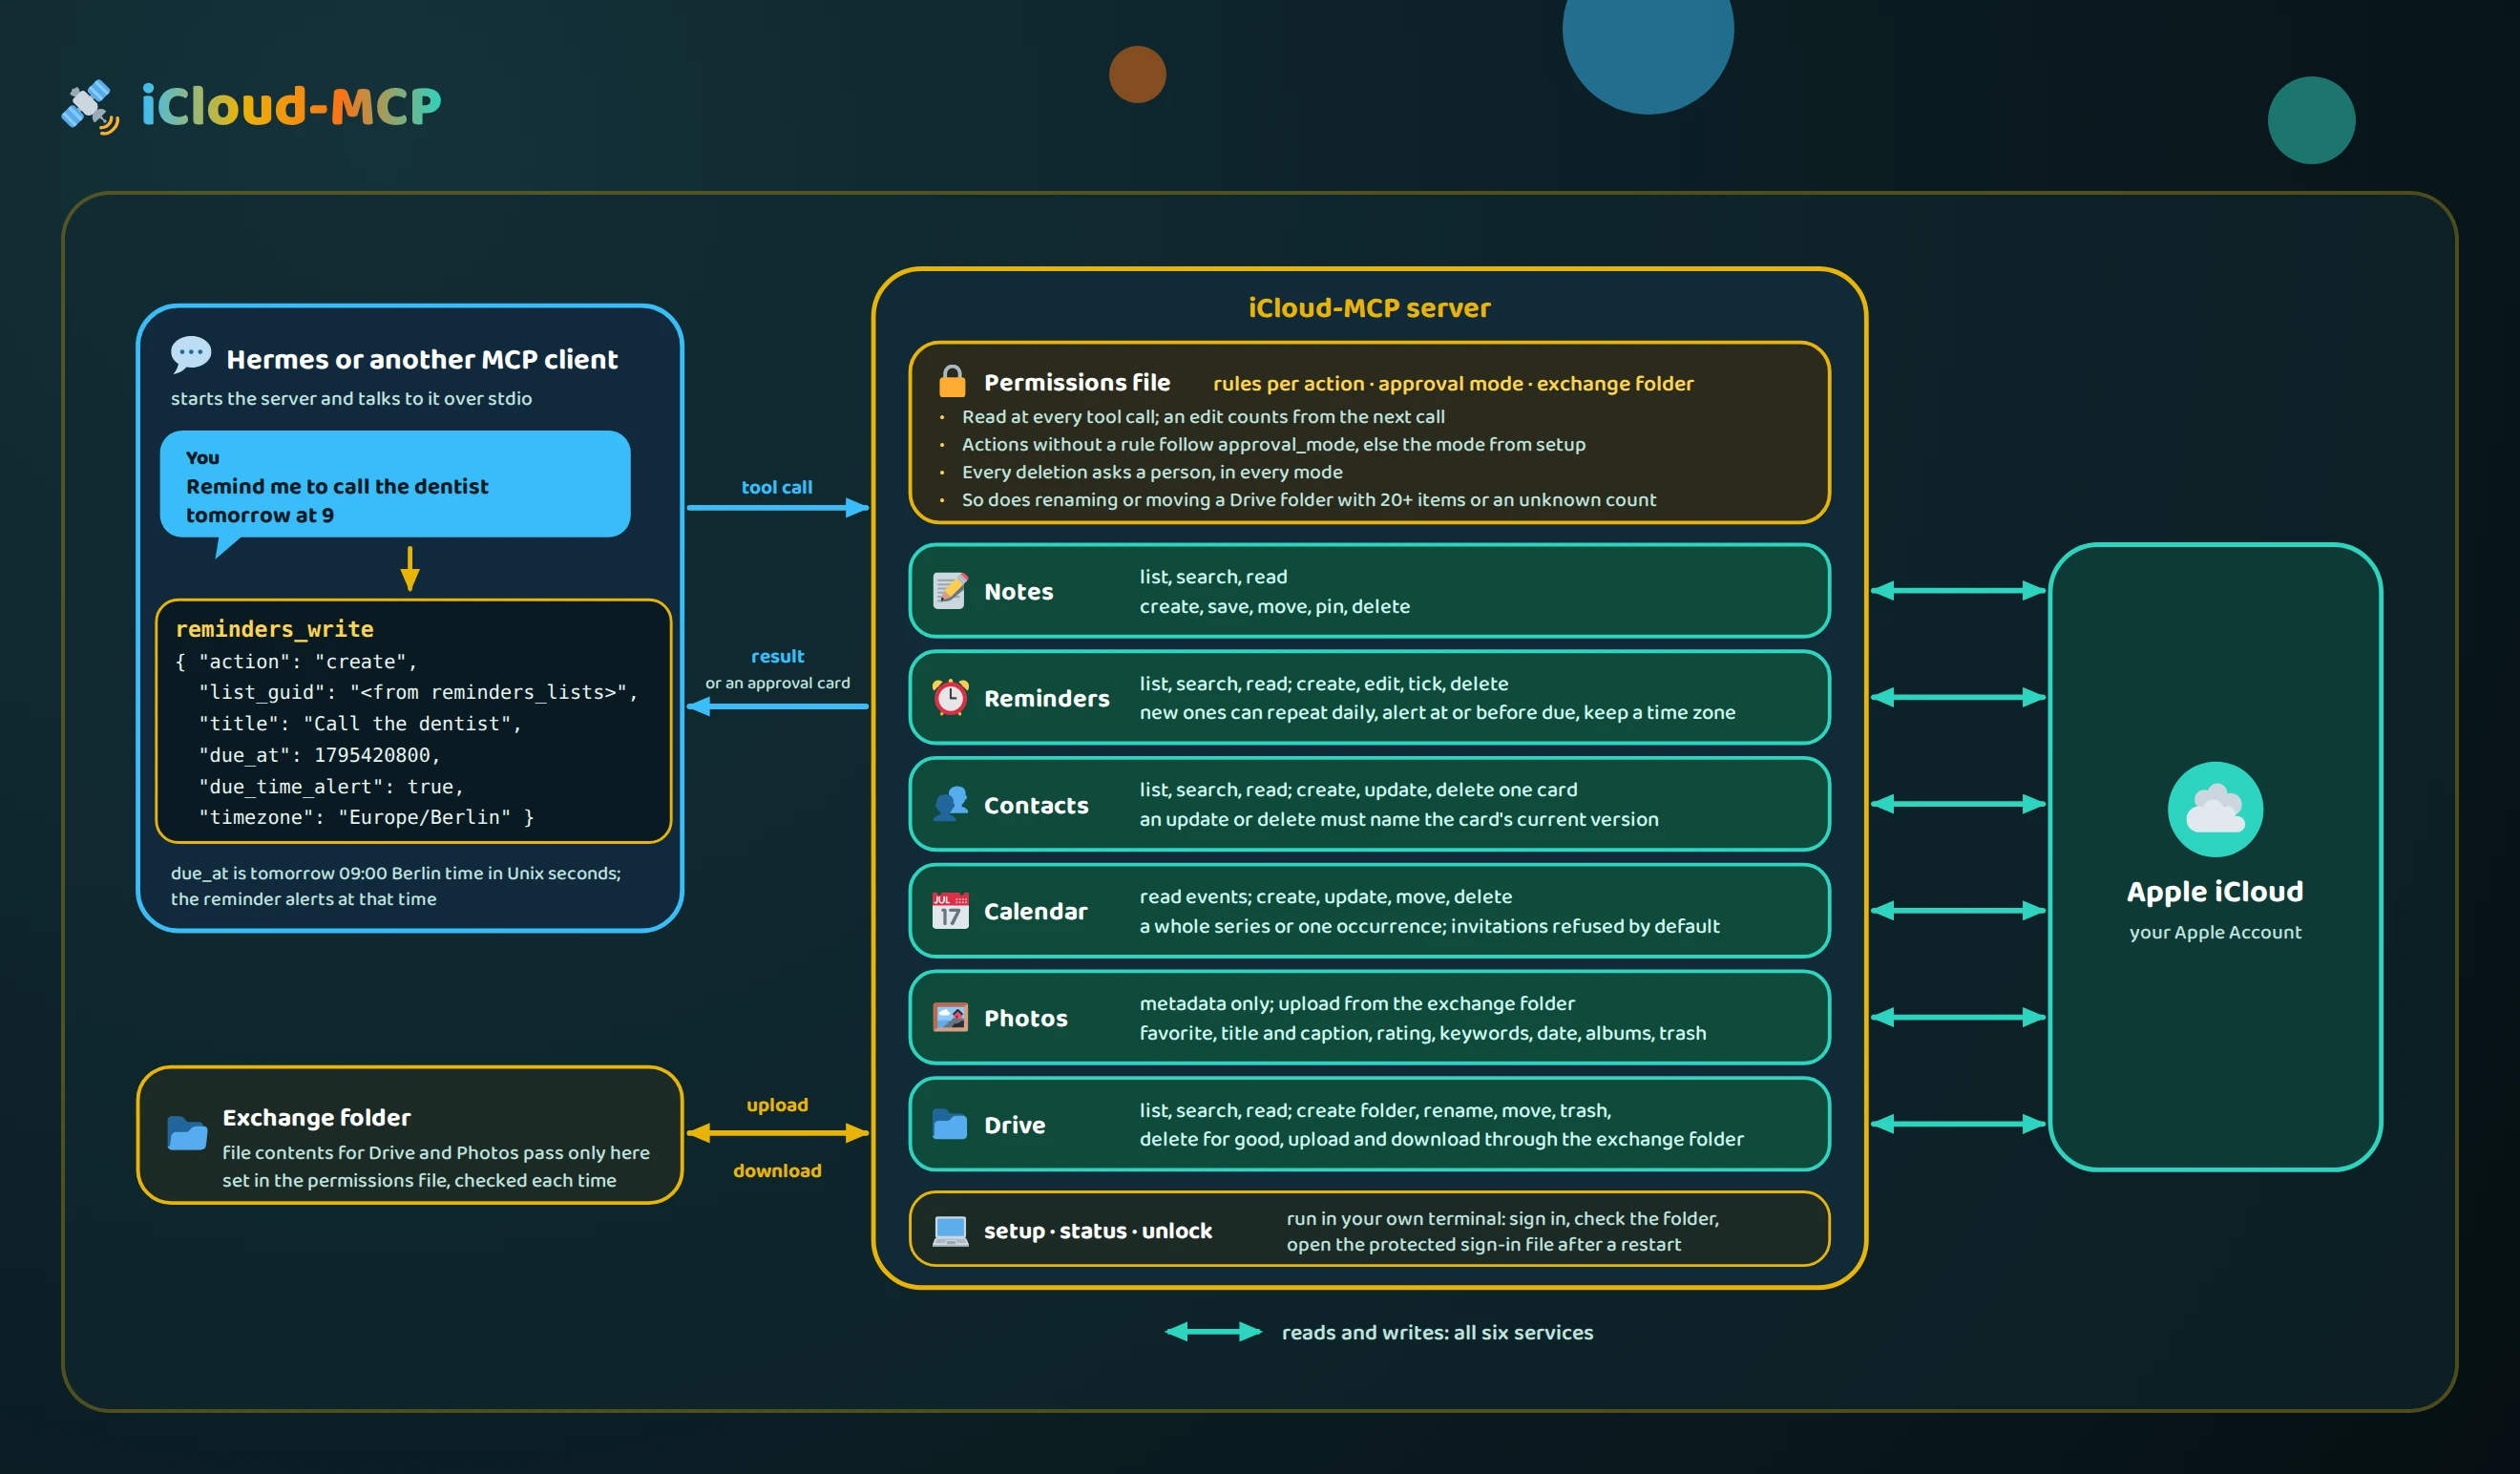 iCloud-MCP
Hermes or another MCP client
starts the server and talks to it over stdio
You
Remind me to call the dentist
tomorrow at 9
reminders_write
{ "action": "create",
"list_guid": "<from reminders_lists>",
"title": "Call the dentist",
"due_at": 1795420800,
"due_time_alert": true,
"timezone": "Europe/Berlin" }
due_at is tomorrow 09:00 Berlin time in Unix seconds;
the reminder alerts at that time
tool call
result
or an approval card
Exchange folder
file contents for Drive and Photos pass only here
set in the permissions file, checked each time
upload
download
iCloud-MCP server
Permissions file rules per action · approval mode · exchange folder
• Read at every tool call; an edit counts from the next call
• Actions without a rule follow approval_mode, else the mode from setup
• Every deletion asks a person, in every mode
• So does renaming or moving a Drive folder with 20+ items or an unknown count
Notes
list, search, read
create, save, move, pin, delete
Reminders
list, search, read; create, edit, tick, delete
new ones can repeat daily, alert at or before due, keep a time zone
Contacts
list, search, read; create, update, delete one card
an update or delete must name the card's current version
JUL
17
Calendar
read events; create, update, move, delete
a whole series or one occurrence; invitations refused by default
Photos
metadata only; upload from the exchange folder
favorite, title and caption, rating, keywords, date, albums, trash
Drive
list, search, read; create folder, rename, move, trash,
delete for good, upload and download through the exchange folder
setup · status · unlock
run in your own terminal: sign in, check the folder,
open the protected sign-in file after a restart
Apple iCloud
your Apple Account
reads and writes: all six services